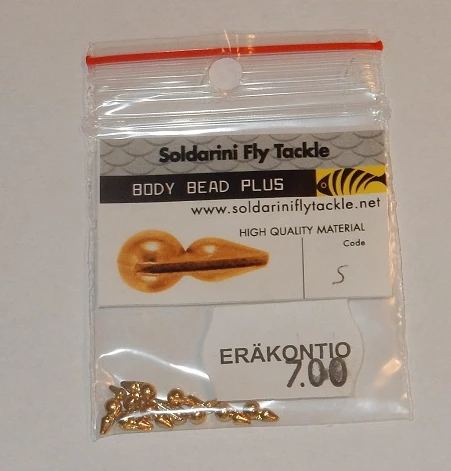 Soldarini Fly Tackle
BODY BEAD PLUS
www.soldariniflytackle.net
HIGH QUALITY MATERIAL
Code
S
ERÄKONTIO
7.00